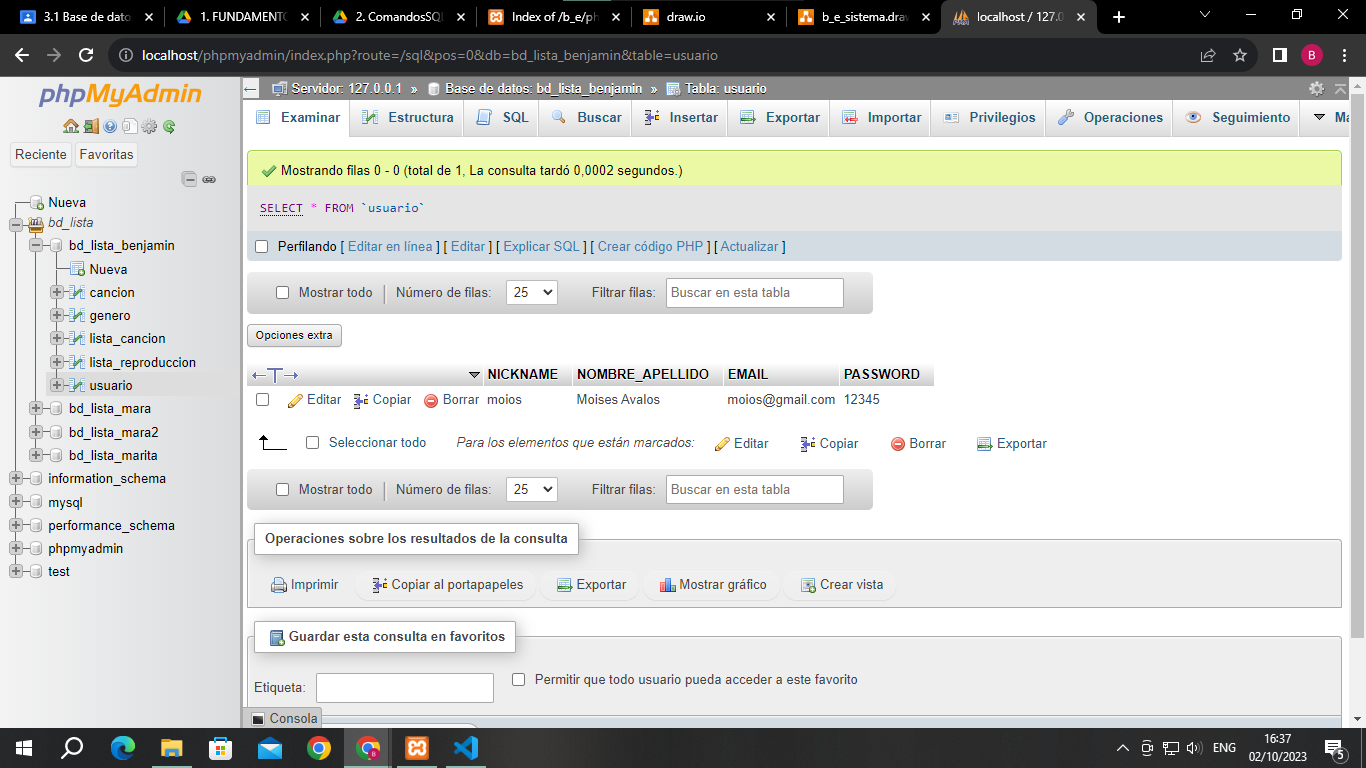 3.1 Base de dato
1. FUNDAMENTO
2. ComandosSQL
Index of /b_e/ph
draw.io
b_e_sistema.draw
localhost / 127.0
localhost/phpmyadmin/index.php?route=/sql&pos=0&db=bd_lista_benjamin&table=usuario
B
phpMyAdmin
Reciente
Favoritas
Nueva
bd_lista
bd_lista_benjamin
Nueva
cancion
genero
lista_cancion
lista_reproduccion
usuario
bd_lista_mara
bd_lista_mara2
bd_lista_marita
information_schema
mysql
performance_schema
phpmyadmin
test
Servidor: 127.0.0.1 » Base de datos: bd_lista_benjamin » Tabla: usuario
Examinar Estructura SQL Buscar Insertar Exportar Importar Privilegios Operaciones Seguimiento Má
Mostrando filas 0 - 0 (total de 1, La consulta tardó 0,0002 segundos.)
SELECT * FROM `usuario`
Perfilando [ Editar en línea ] [ Editar ] [ Explicar SQL ] [ Crear código PHP ] [ Actualizar ]
Mostrar todo | Número de filas: 25 Filtrar filas: Buscar en esta tabla
Opciones extra
←T→ NICKNAME NOMBRE_APELLIDO EMAIL PASSWORD
Editar Copiar Borrar moios Moises Avalos moios@gmail.com 12345
Seleccionar todo Para los elementos que están marcados: Editar Copiar Borrar Exportar
Mostrar todo | Número de filas: 25 Filtrar filas: Buscar en esta tabla
Operaciones sobre los resultados de la consulta
Imprimir Copiar al portapapeles Exportar Mostrar gráfico Crear vista
Guardar esta consulta en favoritos
Etiqueta: Permitir que todo usuario pueda acceder a este favorito
Consola
ENG
16:37
02/10/2023
5